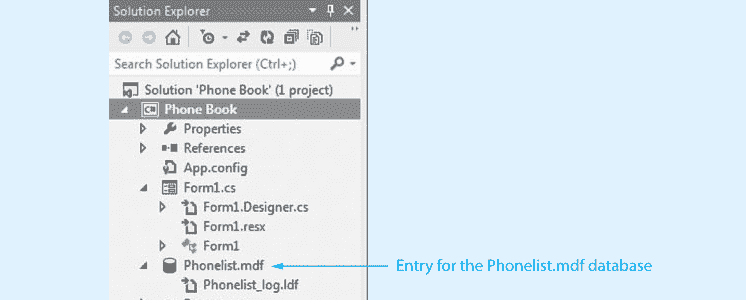 Solution Explorer
Search Solution Explorer (Ctrl+;)
Solution 'Phone Book' (1 project)
C#
Phone Book
Properties
References
App.config
Form1.cs
Form1.Designer.cs
Form1.resx
Form1
Phonelist.mdf
Entry for the Phonelist.mdf database
Phonelist_log.ldf